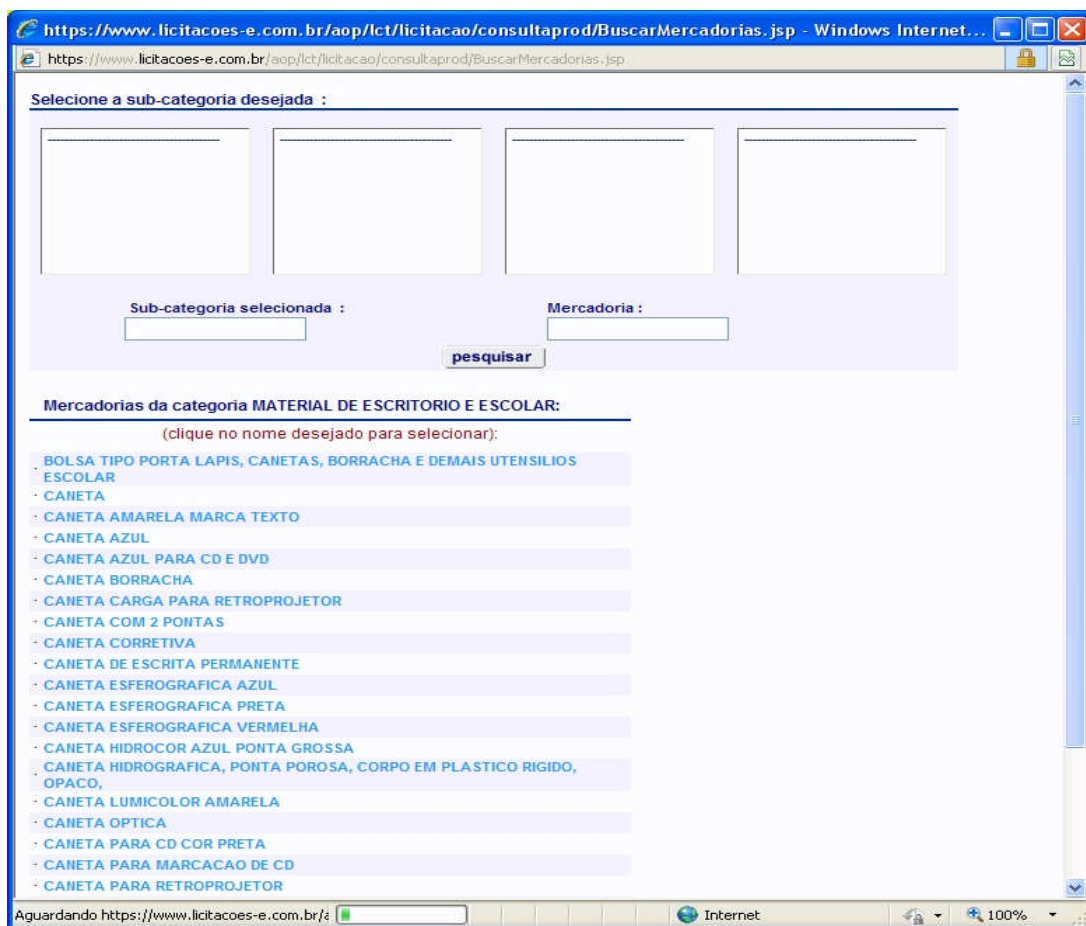 https://www.licitacoes-e.com.br/aop/lct/licitacao/consultaprod/BuscarMercadorias.jsp - Windows Internet...
https://www.licitacoes-e.com.br/aop/lct/licitacao/consultaprod/BuscarMercadorias.jsp
Selecione a sub-categoria desejada :
Sub-categoria selecionada : Mercadoria :
pesquisar
Mercadorias da categoria MATERIAL DE ESCRITORIO E ESCOLAR:
(clique no nome desejado para selecionar):
· BOLSA TIPO PORTA LAPIS, CANETAS, BORRACHA E DEMAIS UTENSILIOS
ESCOLAR
· CANETA
· CANETA AMARELA MARCA TEXTO
· CANETA AZUL
· CANETA AZUL PARA CD E DVD
· CANETA BORRACHA
· CANETA CARGA PARA RETROPROJETOR
· CANETA COM 2 PONTAS
· CANETA CORRETIVA
· CANETA DE ESCRITA PERMANENTE
· CANETA ESFEROGRAFICA AZUL
· CANETA ESFEROGRAFICA PRETA
· CANETA ESFEROGRAFICA VERMELHA
· CANETA HIDROCOR AZUL PONTA GROSSA
· CANETA HIDROGRAFICA, PONTA POROSA, CORPO EM PLASTICO RIGIDO,
OPACO,
· CANETA LUMICOLOR AMARELA
· CANETA OPTICA
· CANETA PARA CD COR PRETA
· CANETA PARA MARCACAO DE CD
· CANETA PARA RETROPROJETOR
Aguardando https://www.licitacoes-e.com.br/a Internet 100%